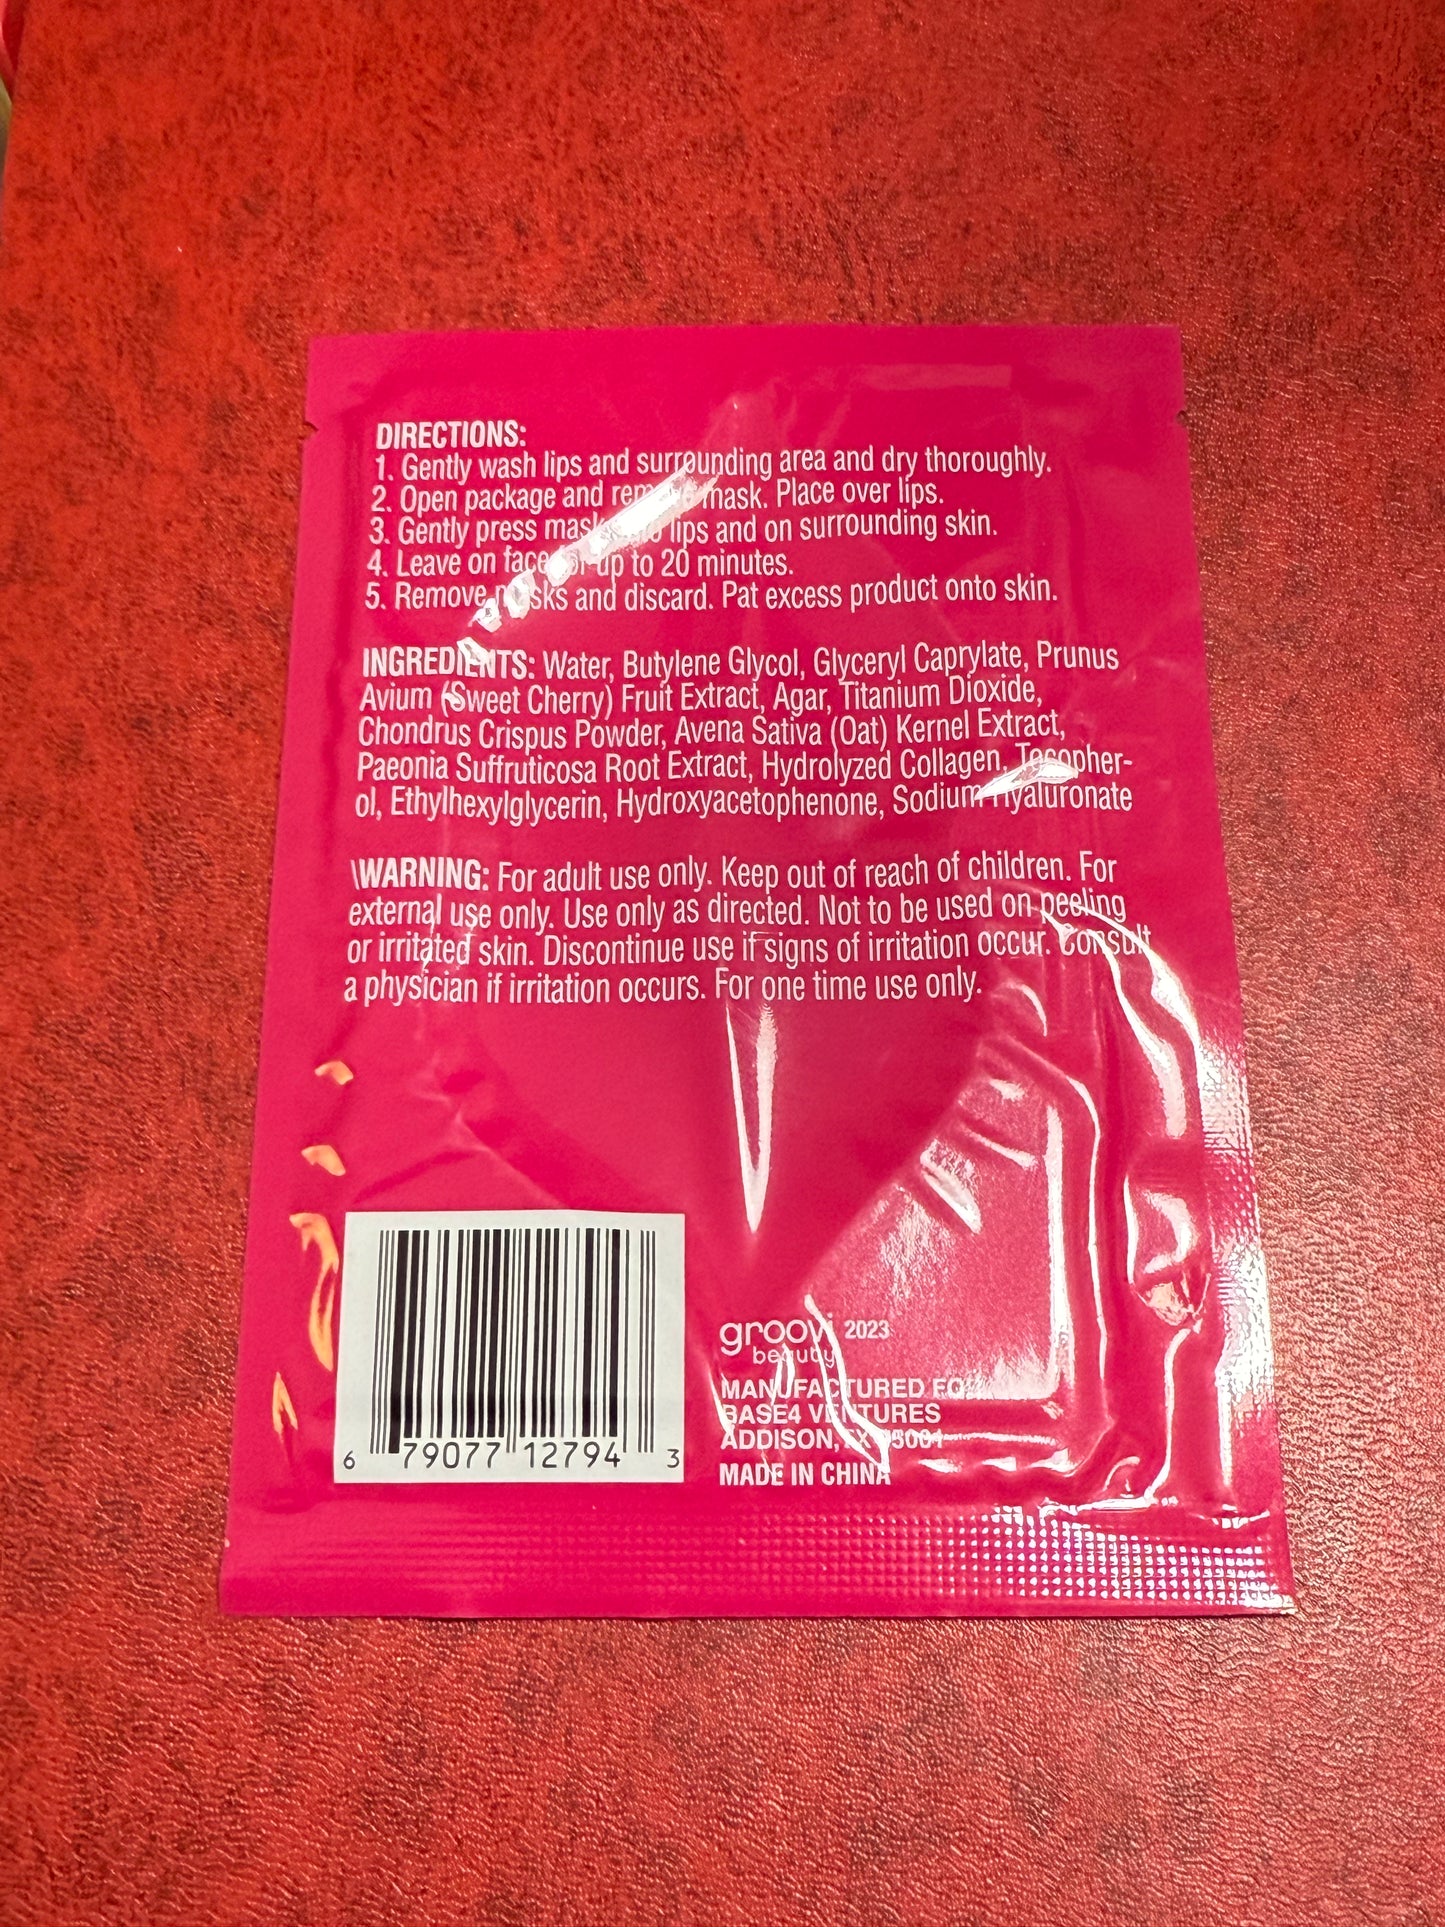 DIRECTIONS:
1. Gently wash lips and surrounding area and dry thoroughly.
2. Open package and remove mask. Place over lips.
3. Gently press mask lips and on surrounding skin.
4. Leave on face for up to 20 minutes.
5. Remove masks and discard. Pat excess product onto skin.
INGREDIENTS: Water, Butylene Glycol, Glyceryl Caprylate, Prunus
Avium (Sweet Cherry) Fruit Extract, Agar, Titanium Dioxide,
Chondrus Crispus Powder, Avena Sativa (Oat) Kernel Extract,
Paeonia Suffruticosa Root Extract, Hydrolyzed Collagen, Tocopher-
ol, Ethylhexylglycerin, Hydroxyacetophenone, Sodium Hyaluronate
\WARNING: For adult use only. Keep out of reach of children. For
external use only. Use only as directed. Not to be used on peeling
or irritated skin. Discontinue use if signs of irritation occur. Consult
a physician if irritation occurs. For one time use only.
groovi 2023
beauty
MANUFACTURED FOR
BASE4 VENTURES
ADDISON, TX
MADE IN CHINA
6 79077 12794 3